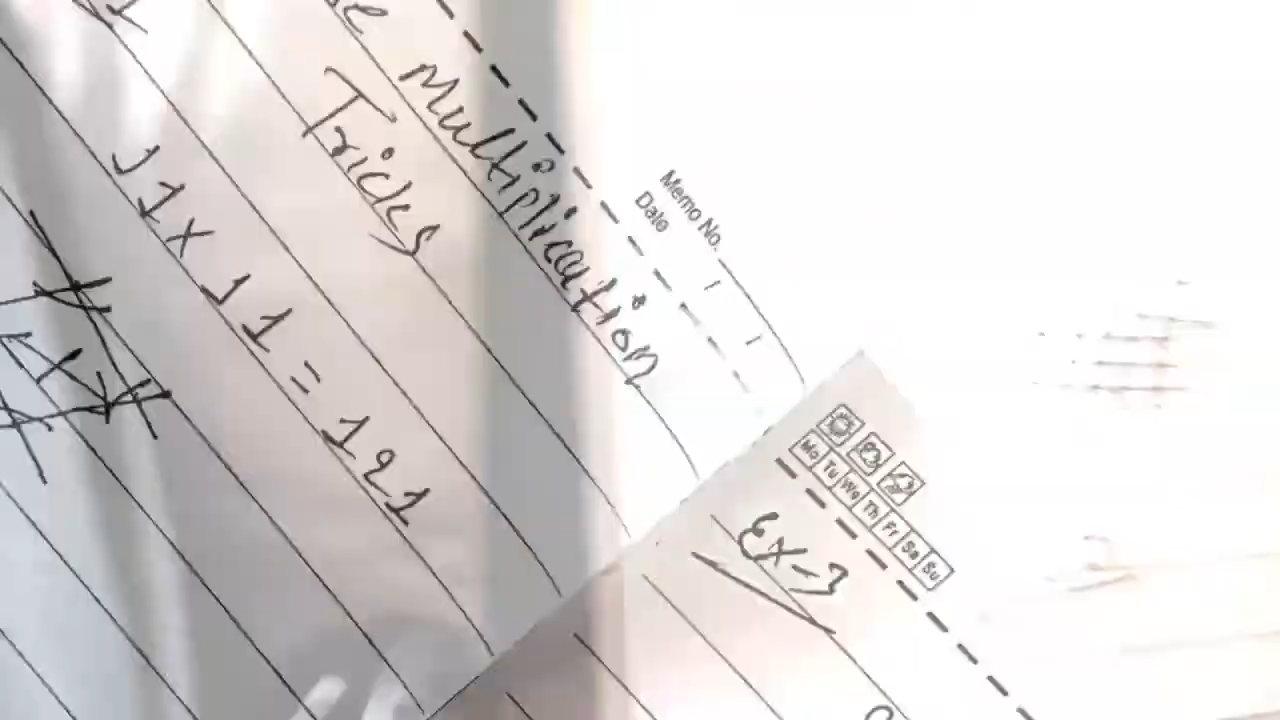 Memo No.
Date / /
Multiplication
Tricks
11 x 11 = 121
Mo Tu We Th Fr Sa Su
Ex-3